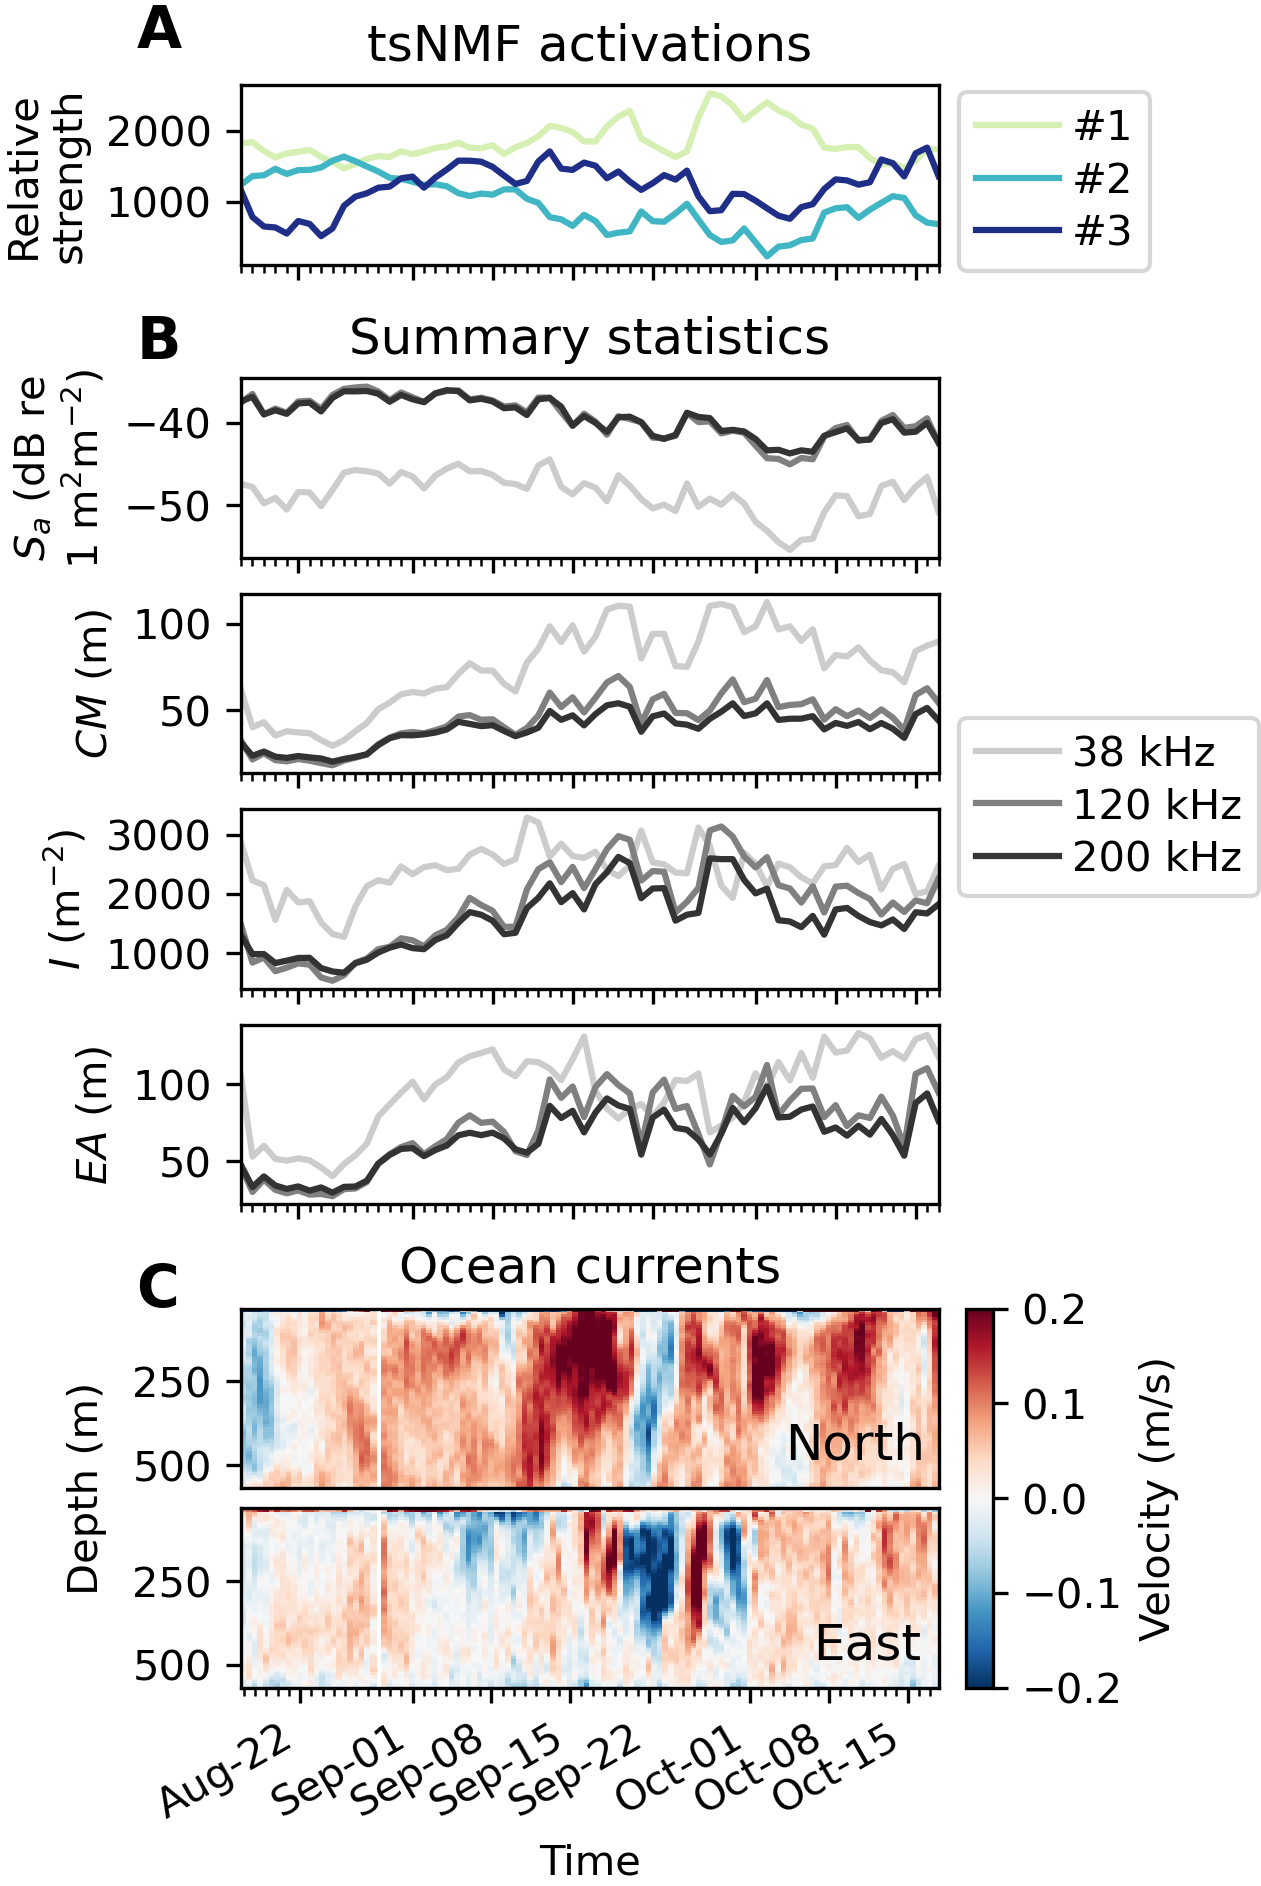 A
tsNMF activations
Relative
strength
2000
1000
#1
#2
#3
B
Summary statistics
Sₐ (dB re
1 m²m⁻²)
−40
−50
CM (m)
100
50
38 kHz
120 kHz
200 kHz
I (m⁻²)
3000
2000
1000
EA (m)
100
50
C
Ocean currents
Depth (m)
250
500
North
250
500
East
0.2
0.1
0.0
−0.1
−0.2
Velocity (m/s)
Aug-22
Sep-01
Sep-08
Sep-15
Sep-22
Oct-01
Oct-08
Oct-15
Time